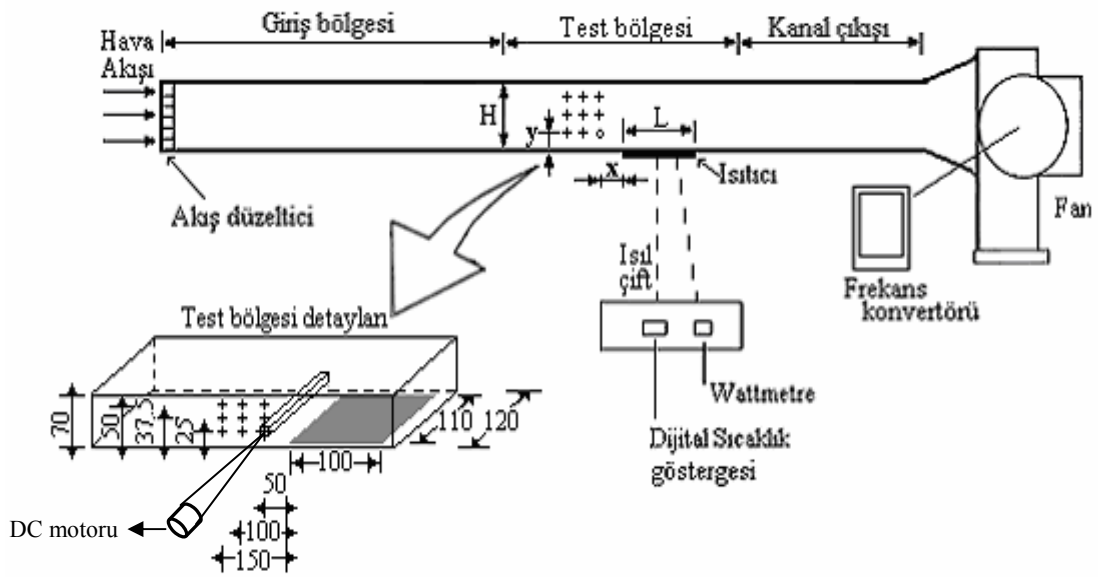 Giriş bölgesi
Test bölgesi
Kanal çıkışı
Hava
Akışı
H
y
L
x
Isıtıcı
Akış düzeltici
Fan
Isıl
çift
Frekans
konvertörü
Test bölgesi detayları
Wattmetre
Dijital Sıcaklık
göstergesi
70
50
37.5
25
110
120
100
50
100
150
DC motoru